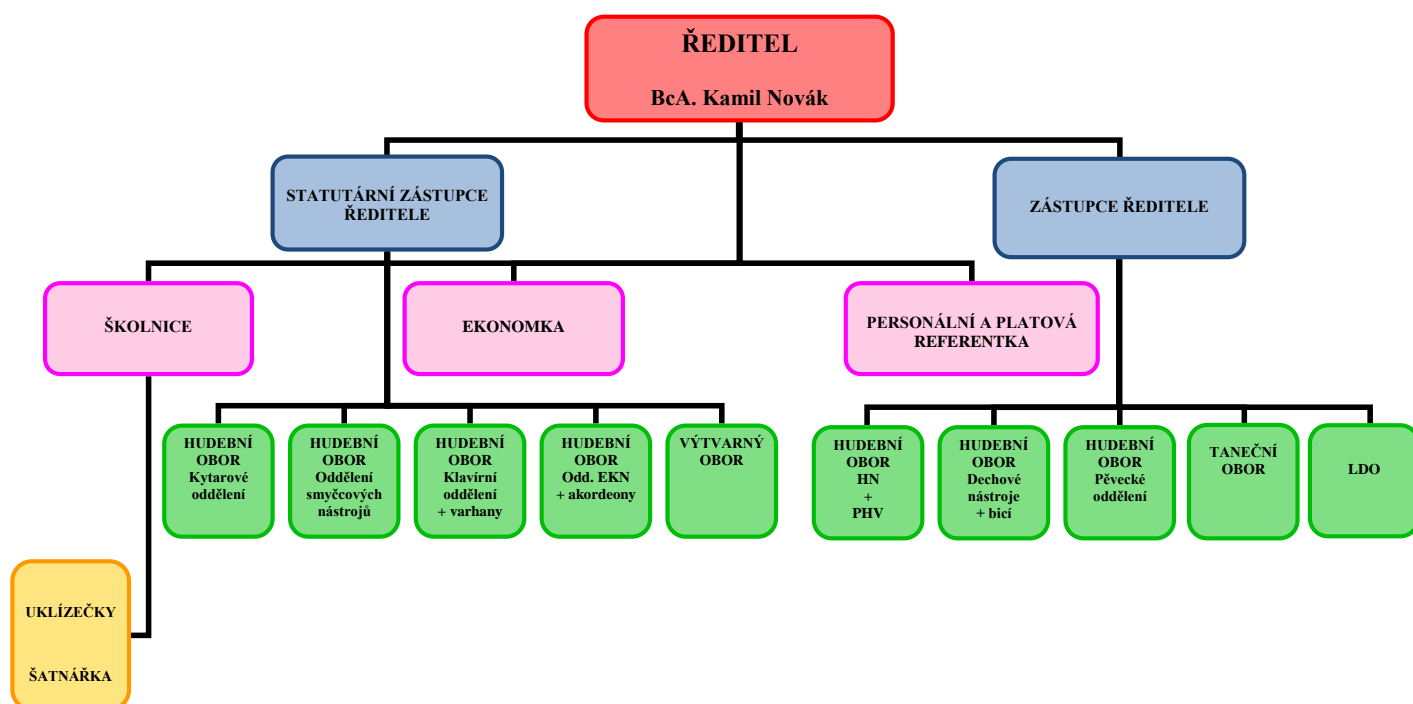 ŘEDITEL
BcA. Kamil Novák
STATUTÁRNÍ ZÁSTUPCE
ŘEDITELE
ZÁSTUPCE ŘEDITELE
ŠKOLNICE
EKONOMKA
PERSONÁLNÍ A PLATOVÁ
REFERENTKA
HUDEBNÍ
OBOR
Kytarové
oddělení
HUDEBNÍ
OBOR
Oddělení
smyčcových
nástrojů
HUDEBNÍ
OBOR
Klavírní
oddělení
+ varhany
HUDEBNÍ
OBOR
Odd. EKN
+ akordeony
VÝTVARNÝ
OBOR
HUDEBNÍ
OBOR
HN
+
PHV
HUDEBNÍ
OBOR
Dechové
nástroje
+ bicí
HUDEBNÍ
OBOR
Pěvecké
oddělení
TANEČNÍ
OBOR
LDO
UKLÍZEČKY
ŠATNÁŘKA